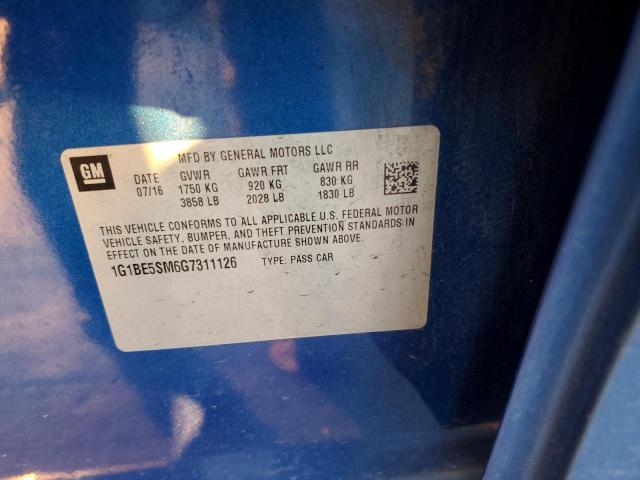 GM
MFD BY GENERAL MOTORS LLC
DATE GVWR GAWR FRT GAWR RR
07/16 1750 KG 920 KG 830 KG
3858 LB 2028 LB 1830 LB
THIS VEHICLE CONFORMS TO ALL APPLICABLE U.S. FEDERAL MOTOR
VEHICLE SAFETY, BUMPER, AND THEFT PREVENTION STANDARDS IN
EFFECT ON THE DATE OF MANUFACTURE SHOWN ABOVE.
1G1BE5SM6G7311126 TYPE: PASS CAR